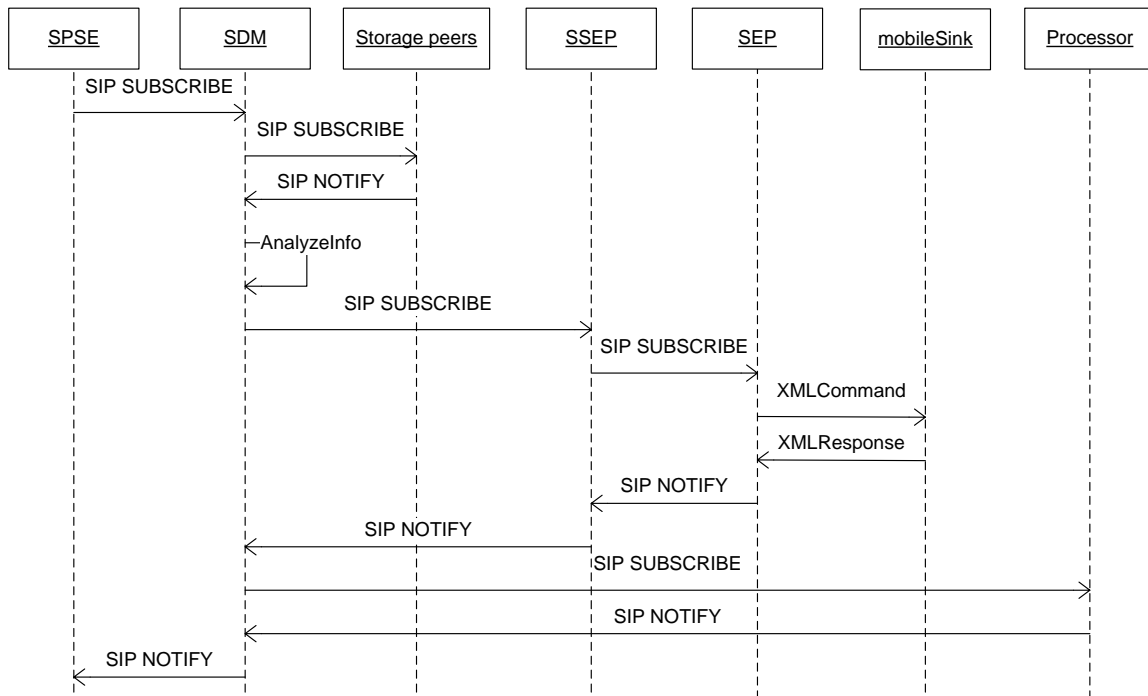 SPSE
SDM
Storage peers
SSEP
SEP
mobileSink
Processor
SIP SUBSCRIBE
SIP SUBSCRIBE
SIP NOTIFY
AnalyzeInfo
SIP SUBSCRIBE
SIP SUBSCRIBE
XMLCommand
XMLResponse
SIP NOTIFY
SIP NOTIFY
SIP SUBSCRIBE
SIP NOTIFY
SIP NOTIFY